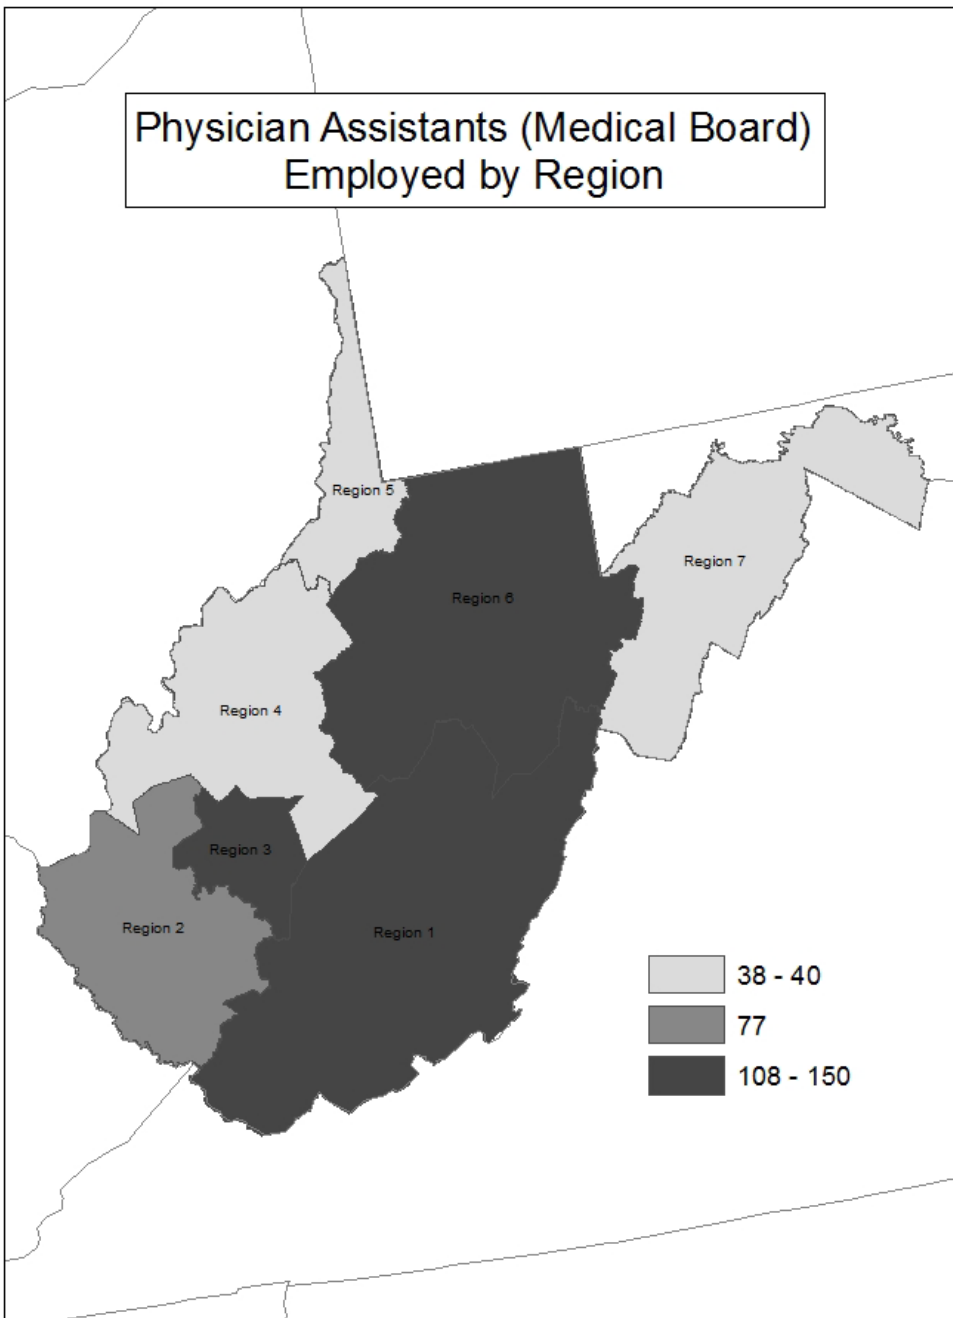 Physician Assistants (Medical Board)
Employed by Region
Region 5
Region 7
Region 6
Region 4
Region 3
Region 2
Region 1
38 - 40
77
108 - 150